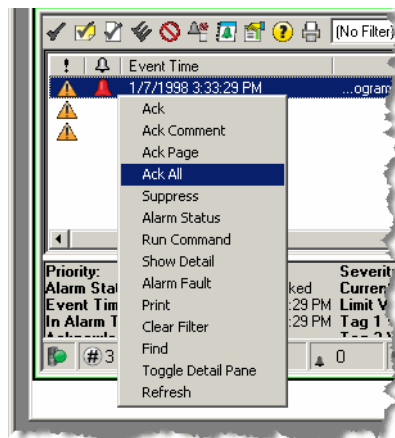 (No Filter)
! Event Time
1/7/1998 3:33:29 PM ...ogram
Ack
Ack Comment
Ack Page
Ack All
Suppress
Alarm Status
Run Command
Show Detail
Alarm Fault
Print
Clear Filter
Find
Toggle Detail Pane
Refresh
Priority: Severit
Alarm Stat ked Curren
Event Tim :29 PM Limit V
In Alarm T :29 PM Tag 1
# 3 0